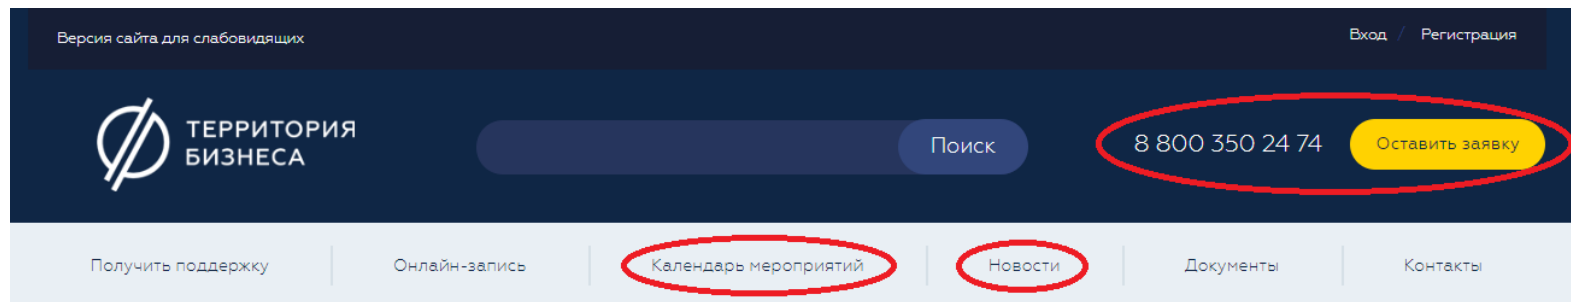 Версия сайта для слабовидящих
Вход / Регистрация
ТЕРРИТОРИЯ
БИЗНЕСА
Поиск
8 800 350 24 74
Оставить заявку
Получить поддержку
Онлайн-запись
Календарь мероприятий
Новости
Документы
Контакты